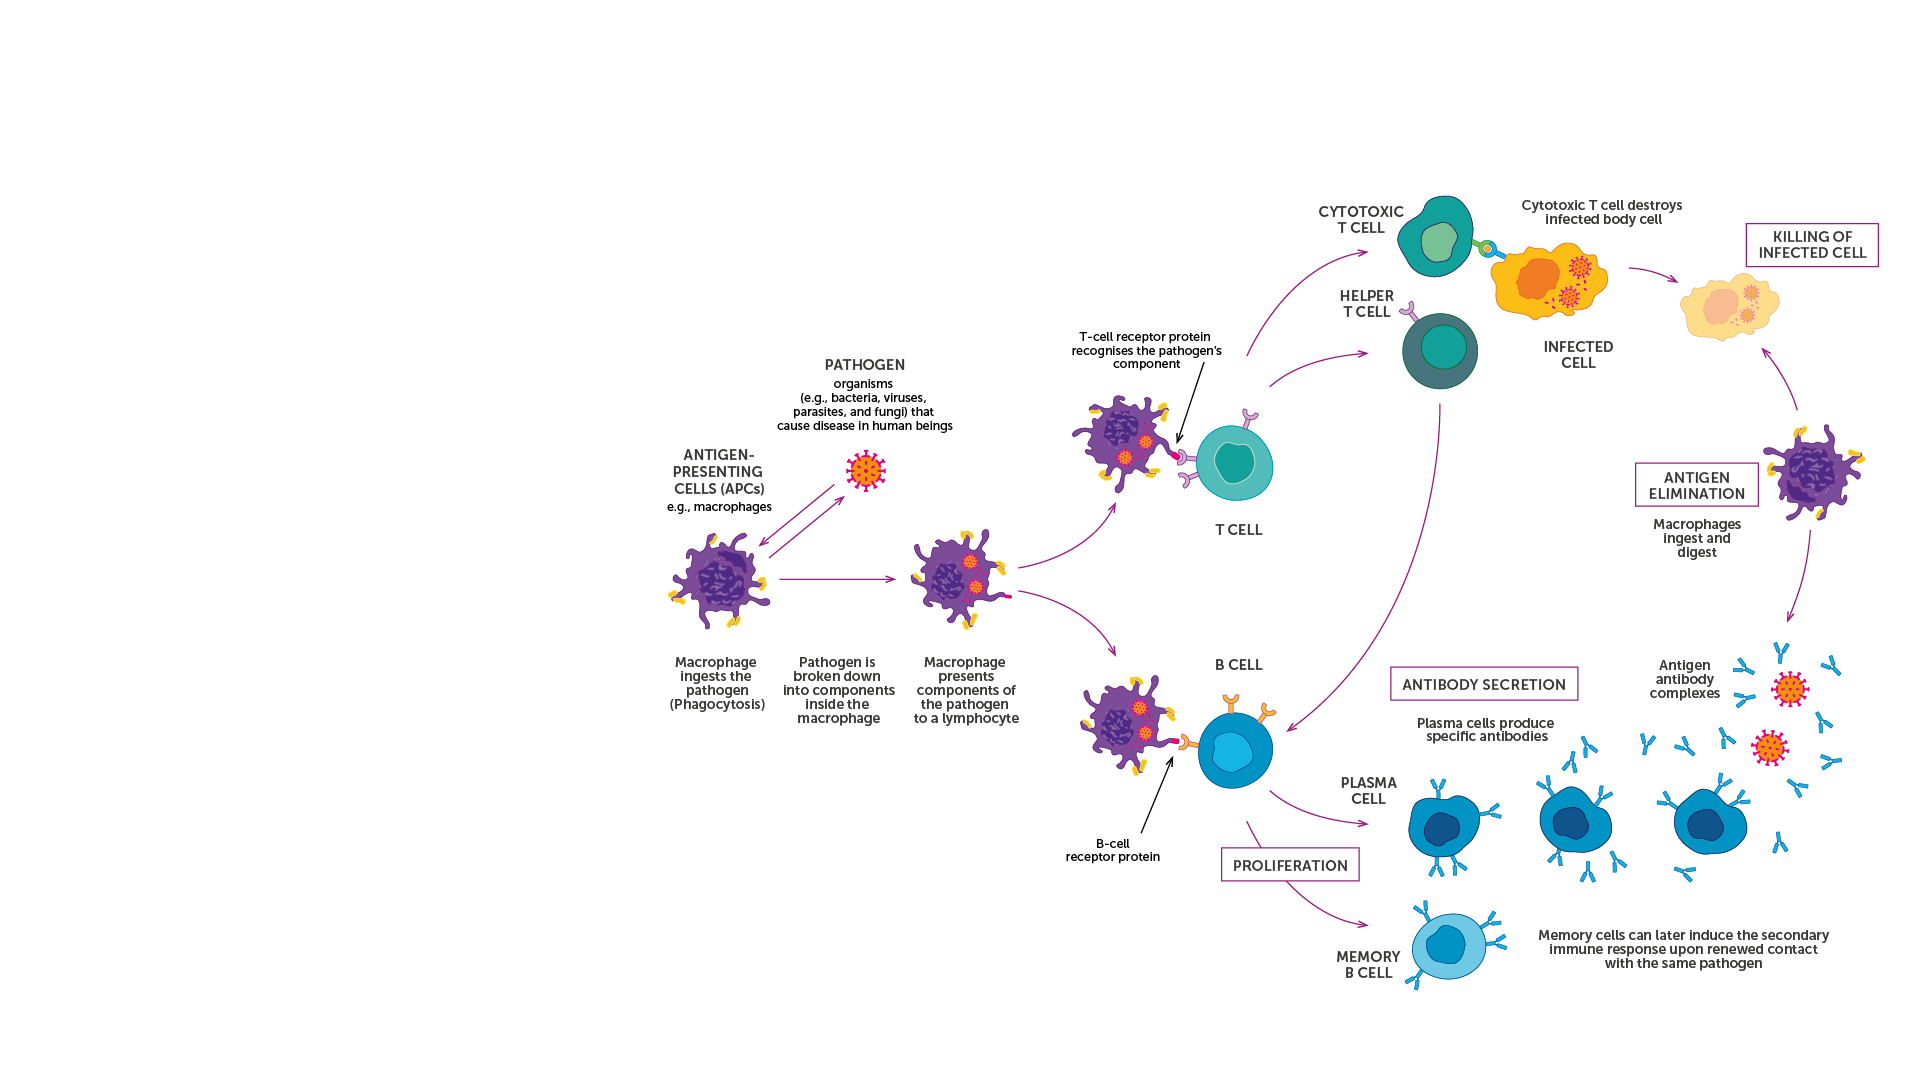 PATHOGEN
organisms
(e.g., bacteria, viruses,
parasites, and fungi) that
cause disease in human beings
ANTIGEN-
PRESENTING
CELLS (APCs)
e.g., macrophages
Macrophage
ingests the
pathogen
(Phagocytosis)
Pathogen is
broken down
into components
inside the
macrophage
Macrophage
presents
components of
the pathogen
to a lymphocyte
T-cell receptor protein
recognises the pathogen's
component
T CELL
B CELL
B-cell
receptor protein
CYTOTOXIC
T CELL
HELPER
T CELL
Cytotoxic T cell destroys
infected body cell
INFECTED
CELL
KILLING OF
INFECTED CELL
ANTIGEN
ELIMINATION
Macrophages
ingest and
digest
Antigen
antibody
complexes
ANTIBODY SECRETION
Plasma cells produce
specific antibodies
PLASMA
CELL
PROLIFERATION
MEMORY
B CELL
Memory cells can later induce the secondary
immune response upon renewed contact
with the same pathogen